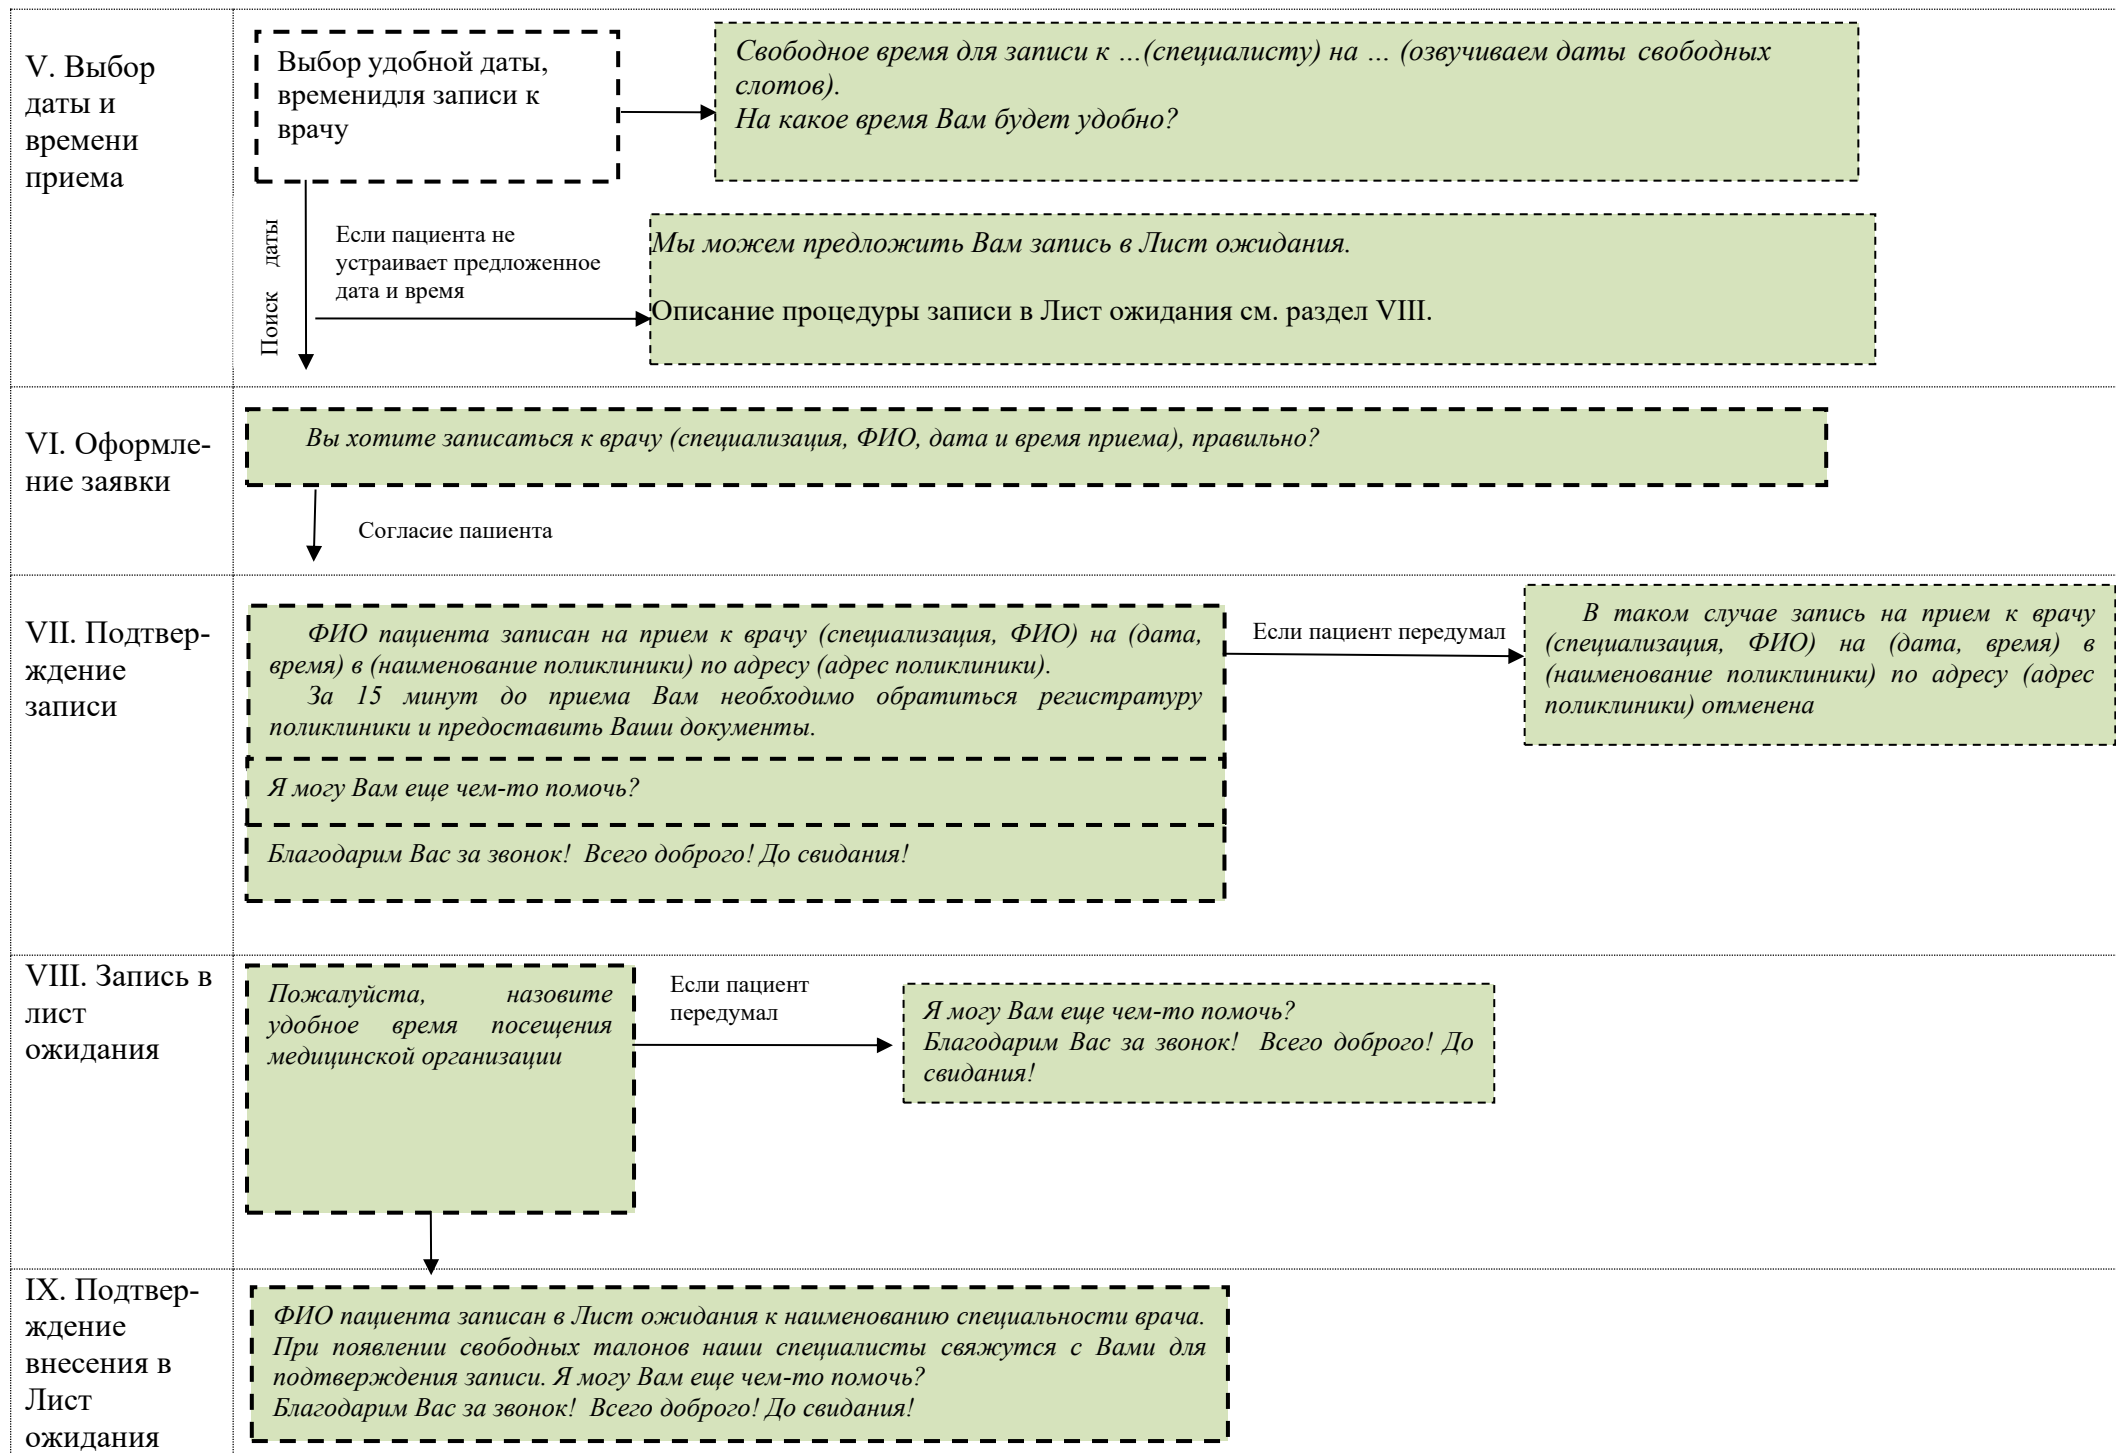 V. Выбор
даты и
времени
приема
Выбор удобной даты,
временидля записи к
врачу
Свободное время для записи к …(специалисту) на … (озвучиваем даты свободных
слотов).
На какое время Вам будет удобно?
Поиск даты
Если пациента не
устраивает предложенное
дата и время
Мы можем предложить Вам запись в Лист ожидания.
Описание процедуры записи в Лист ожидания см. раздел VIII.
VI. Оформле-
ние заявки
Вы хотите записаться к врачу (специализация, ФИО, дата и время приема), правильно?
Согласие пациента
VII. Подтвер-
ждение
записи
ФИО пациента записан на прием к врачу (специализация, ФИО) на (дата,
время) в (наименование поликлиники) по адресу (адрес поликлиники).
За 15 минут до приема Вам необходимо обратиться регистратуру
поликлиники и предоставить Ваши документы.
Я могу Вам еще чем-то помочь?
Благодарим Вас за звонок! Всего доброго! До свидания!
Если пациент передумал
В таком случае запись на прием к врачу
(специализация, ФИО) на (дата, время) в
(наименование поликлиники) по адресу (адрес
поликлиники) отменена
VIII. Запись в
лист
ожидания
Пожалуйста, назовите
удобное время посещения
медицинской организации
Если пациент
передумал
Я могу Вам еще чем-то помочь?
Благодарим Вас за звонок! Всего доброго! До
свидания!
IX. Подтвер-
ждение
внесения в
Лист
ожидания
ФИО пациента записан в Лист ожидания к наименованию специальности врача.
При появлении свободных талонов наши специалисты свяжутся с Вами для
подтверждения записи. Я могу Вам еще чем-то помочь?
Благодарим Вас за звонок! Всего доброго! До свидания!